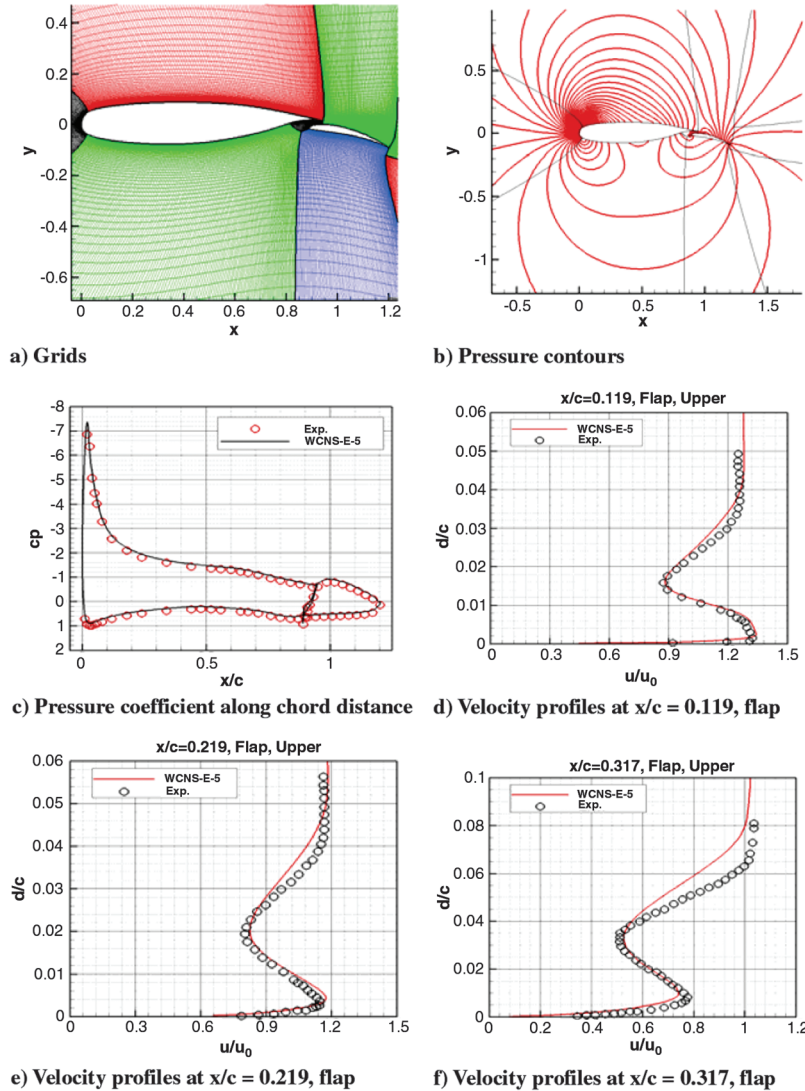 0.4
0.2
0
-0.2
-0.4
-0.6
y
0 0.2 0.4 0.6 0.8 1 1.2
x
a) Grids
1
0.5
0
-0.5
-1
y
-0.5 0 0.5 1 1.5
x
b) Pressure contours
-8
-7
-6
-5
-4
-3
-2
-1
0
1
2
cp
Exp.
WCNS-E-5
0 0.5 1
x/c
c) Pressure coefficient along chord distance
x/c=0.119, Flap, Upper
0.06
0.05
0.04
0.03
0.02
0.01
0
d/c
WCNS-E-5
Exp.
0 0.3 0.6 0.9 1.2 1.5
u/u0
d) Velocity profiles at x/c = 0.119, flap
x/c=0.219, Flap, Upper
0.06
0.05
0.04
0.03
0.02
0.01
0
d/c
WCNS-E-5
Exp.
0 0.3 0.6 0.9 1.2 1.5
u/u0
e) Velocity profiles at x/c = 0.219, flap
x/c=0.317, Flap, Upper
0.1
0.08
0.06
0.04
0.02
0
d/c
WCNS-E-5
Exp.
0 0.2 0.4 0.6 0.8 1 1.2
u/u0
f) Velocity profiles at x/c = 0.317, flap